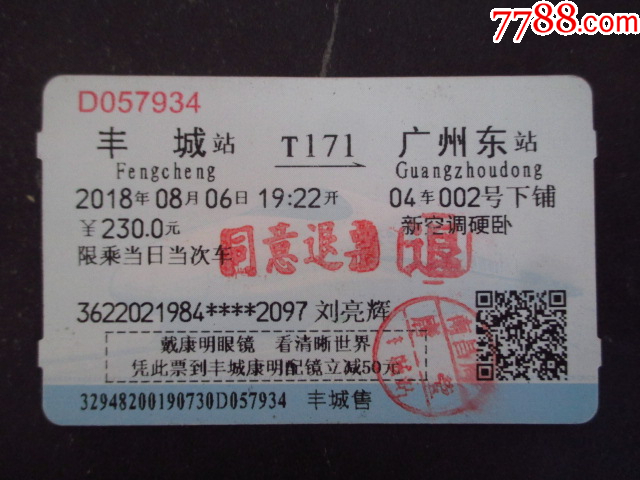 7788.com
D057934
丰城站 T171 广州东站
Fengcheng Guangzhoudong
2018年08月06日19:22开 04车002号下铺
￥230.0元 新空调硬卧
限乘当日当次车
同意退票 退
3622021984****2097 刘亮辉
戴康明眼镜 看清晰世界
凭此票到丰城康明配镜立减50元
32948200190730D057934 丰城售